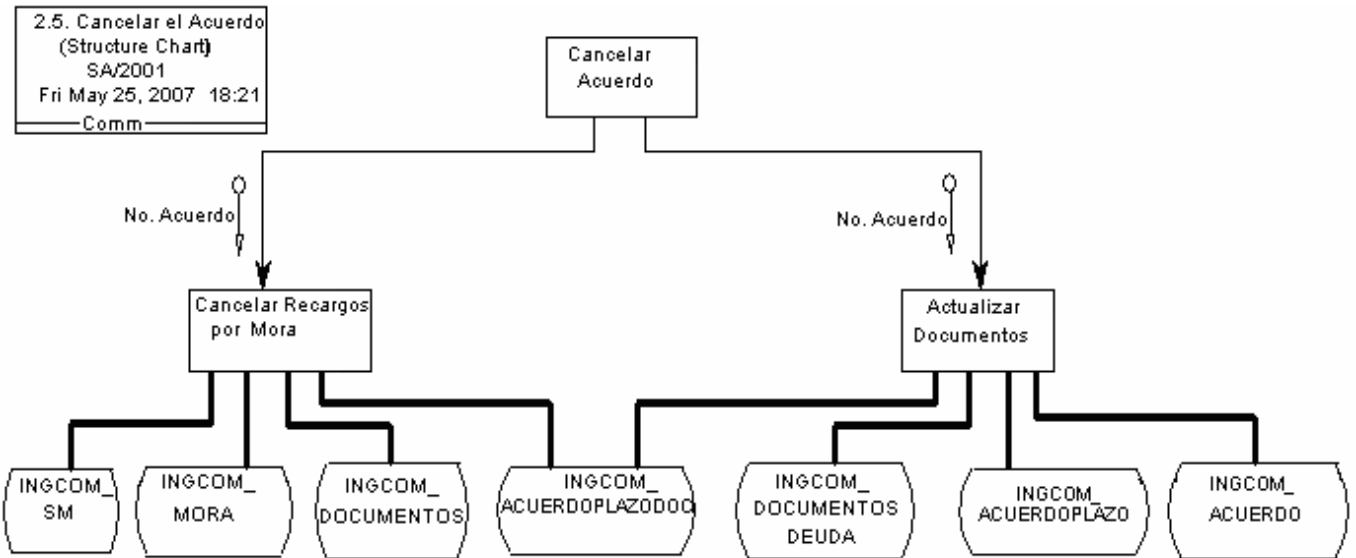 2.5. Cancelar el Acuerdo
(Structure Chart)
SA/2001
Fri May 25, 2007 18:21
Comm
Cancelar
Acuerdo
No. Acuerdo
No. Acuerdo
Cancelar Recargos
por Mora
Actualizar
Documentos
INGCOM_
SM
INGCOM_
MORA
INGCOM_
DOCUMENTOS
INGCOM_
ACUERDOPLAZODOC
INGCOM_
DOCUMENTOS
DEUDA
INGCOM_
ACUERDOPLAZO
INGCOM_
ACUERDO